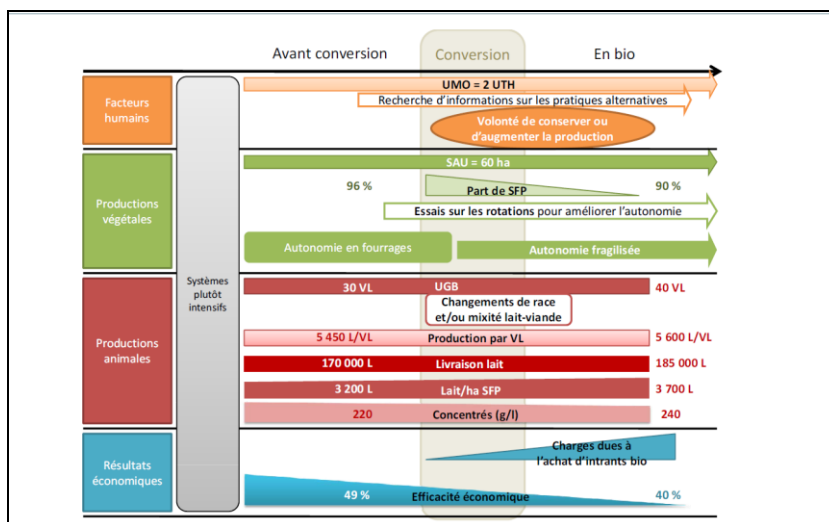 Avant conversion Conversion En bio
Facteurs
humains
UMO = 2 UTH
Recherche d'informations sur les pratiques alternatives
Volonté de conserver ou
d'augmenter la production
Productions
végétales
SAU = 60 ha
96 % Part de SFP 90 %
Essais sur les rotations pour améliorer l'autonomie
Autonomie en fourrages Autonomie fragilisée
Systèmes
plutôt
intensifs
Productions
animales
30 VL UGB 40 VL
Changements de race
et/ou mixité lait-viande
5 450 L/VL Production par VL 5 600 L/VL
170 000 L Livraison lait 185 000 L
3 200 L Lait/ha SFP 3 700 L
220 Concentrés (g/l) 240
Résultats
économiques
Charges dues à
l'achat d'intrants bio
49 % Efficacité économique 40 %